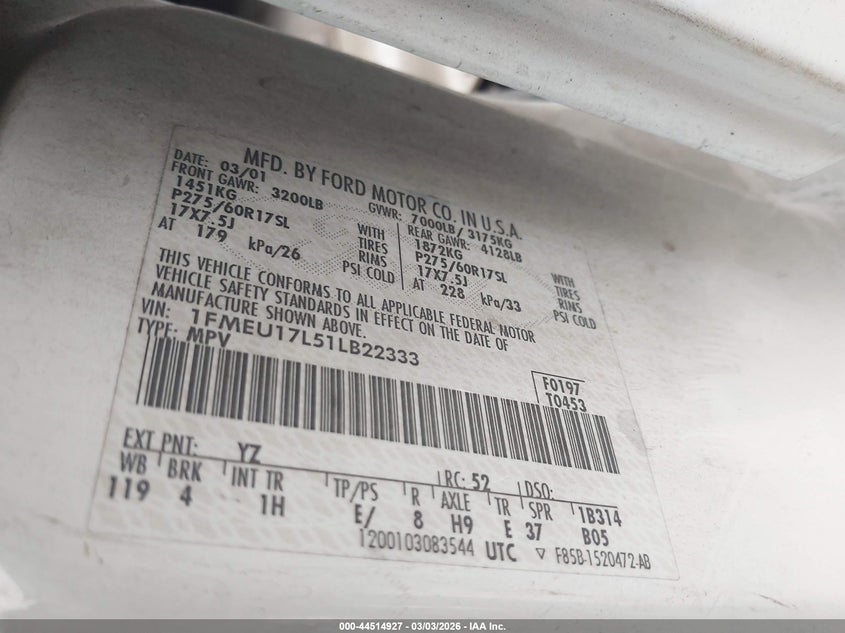 MFD. BY FORD MOTOR CO. IN U.S.A.
DATE: 03/01 GVWR: 7000LB/ 3175KG
FRONT GAWR: 3200LB REAR GAWR: 4128LB
1451KG WITH 1872KG WITH
P275/60R17SL TIRES P275/60R17SL TIRES
17X7.5J RIMS 17X7.5J RIMS
AT 179 kPa/26 PSI COLD AT 228 kPa/33 PSI COLD
THIS VEHICLE CONFORMS TO ALL APPLICABLE FEDERAL MOTOR
VEHICLE SAFETY STANDARDS IN EFFECT ON THE DATE OF
MANUFACTURE SHOWN ABOVE.
VIN: 1FMEU17L51LB22333
TYPE: MPV
F0197
T0453
EXT PNT: YZ RC: 52 DSO:
WB BRK INT TR TP/PS R AXLE TR SPR 1B314
119 4 1H E/ 8 H9 E 37 B05
1200103083544 UTC ▽ F85B-1520472-AB
000-44514927 - 03/03/2026 - IAA Inc.